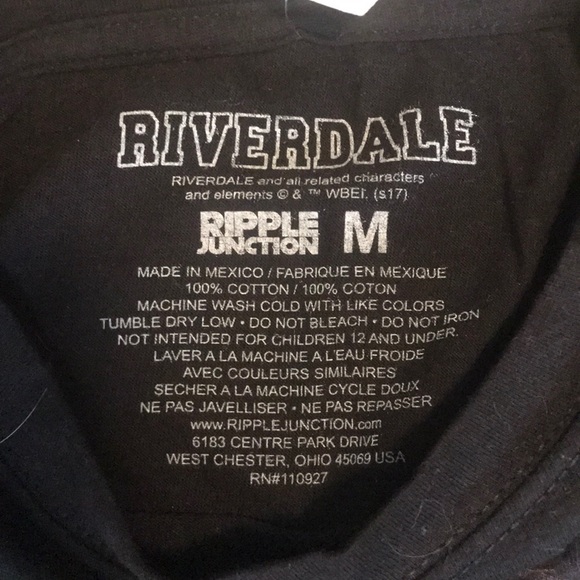 RIVERDALE
RIVERDALE and all related characters
and elements © & ™ WBEI. (s17)
RIPPLE JUNCTION M
MADE IN MEXICO / FABRIQUE EN MEXIQUE
100% COTTON / 100% COTON
MACHINE WASH COLD WITH LIKE COLORS
TUMBLE DRY LOW • DO NOT BLEACH • DO NOT IRON
NOT INTENDED FOR CHILDREN 12 AND UNDER.
LAVER A LA MACHINE A L'EAU FROIDE
AVEC COULEURS SIMILAIRES
SECHER A LA MACHINE CYCLE DOUX
NE PAS JAVELLISER • NE PAS REPASSER
www.RIPPLEJUNCTION.com
6183 CENTRE PARK DRIVE
WEST CHESTER, OHIO 45069 USA
RN#110927